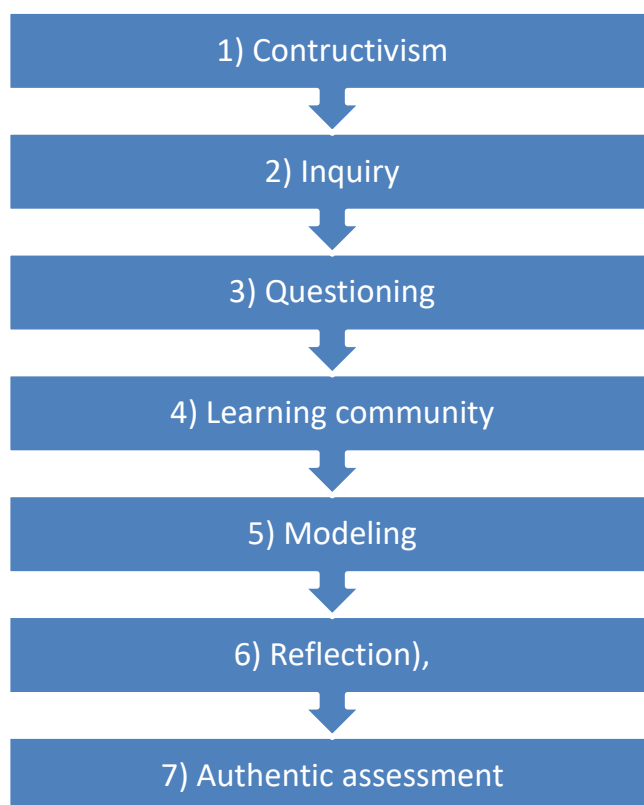 1) Contructivism
2) Inquiry
3) Questioning
4) Learning community
5) Modeling
6) Reflection),
7) Authentic assessment